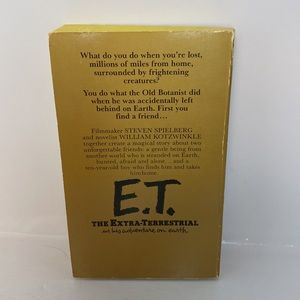 What do you do when you're lost,
millions of miles from home,
surrounded by frightening
creatures?
You do what the Old Botanist did
when he was accidentally left
behind on Earth. First you
find a friend...
Filmmaker STEVEN SPIELBERG
and novelist WILLIAM KOTZWINKLE
together create a magical story about two
unforgettable friends: a gentle being from
another world who is stranded on Earth,
hunted, afraid and alone... and a
ten-year-old boy who finds him and takes
him home.
E.T.
THE EXTRA-TERRESTRIAL
in his adventure on earth